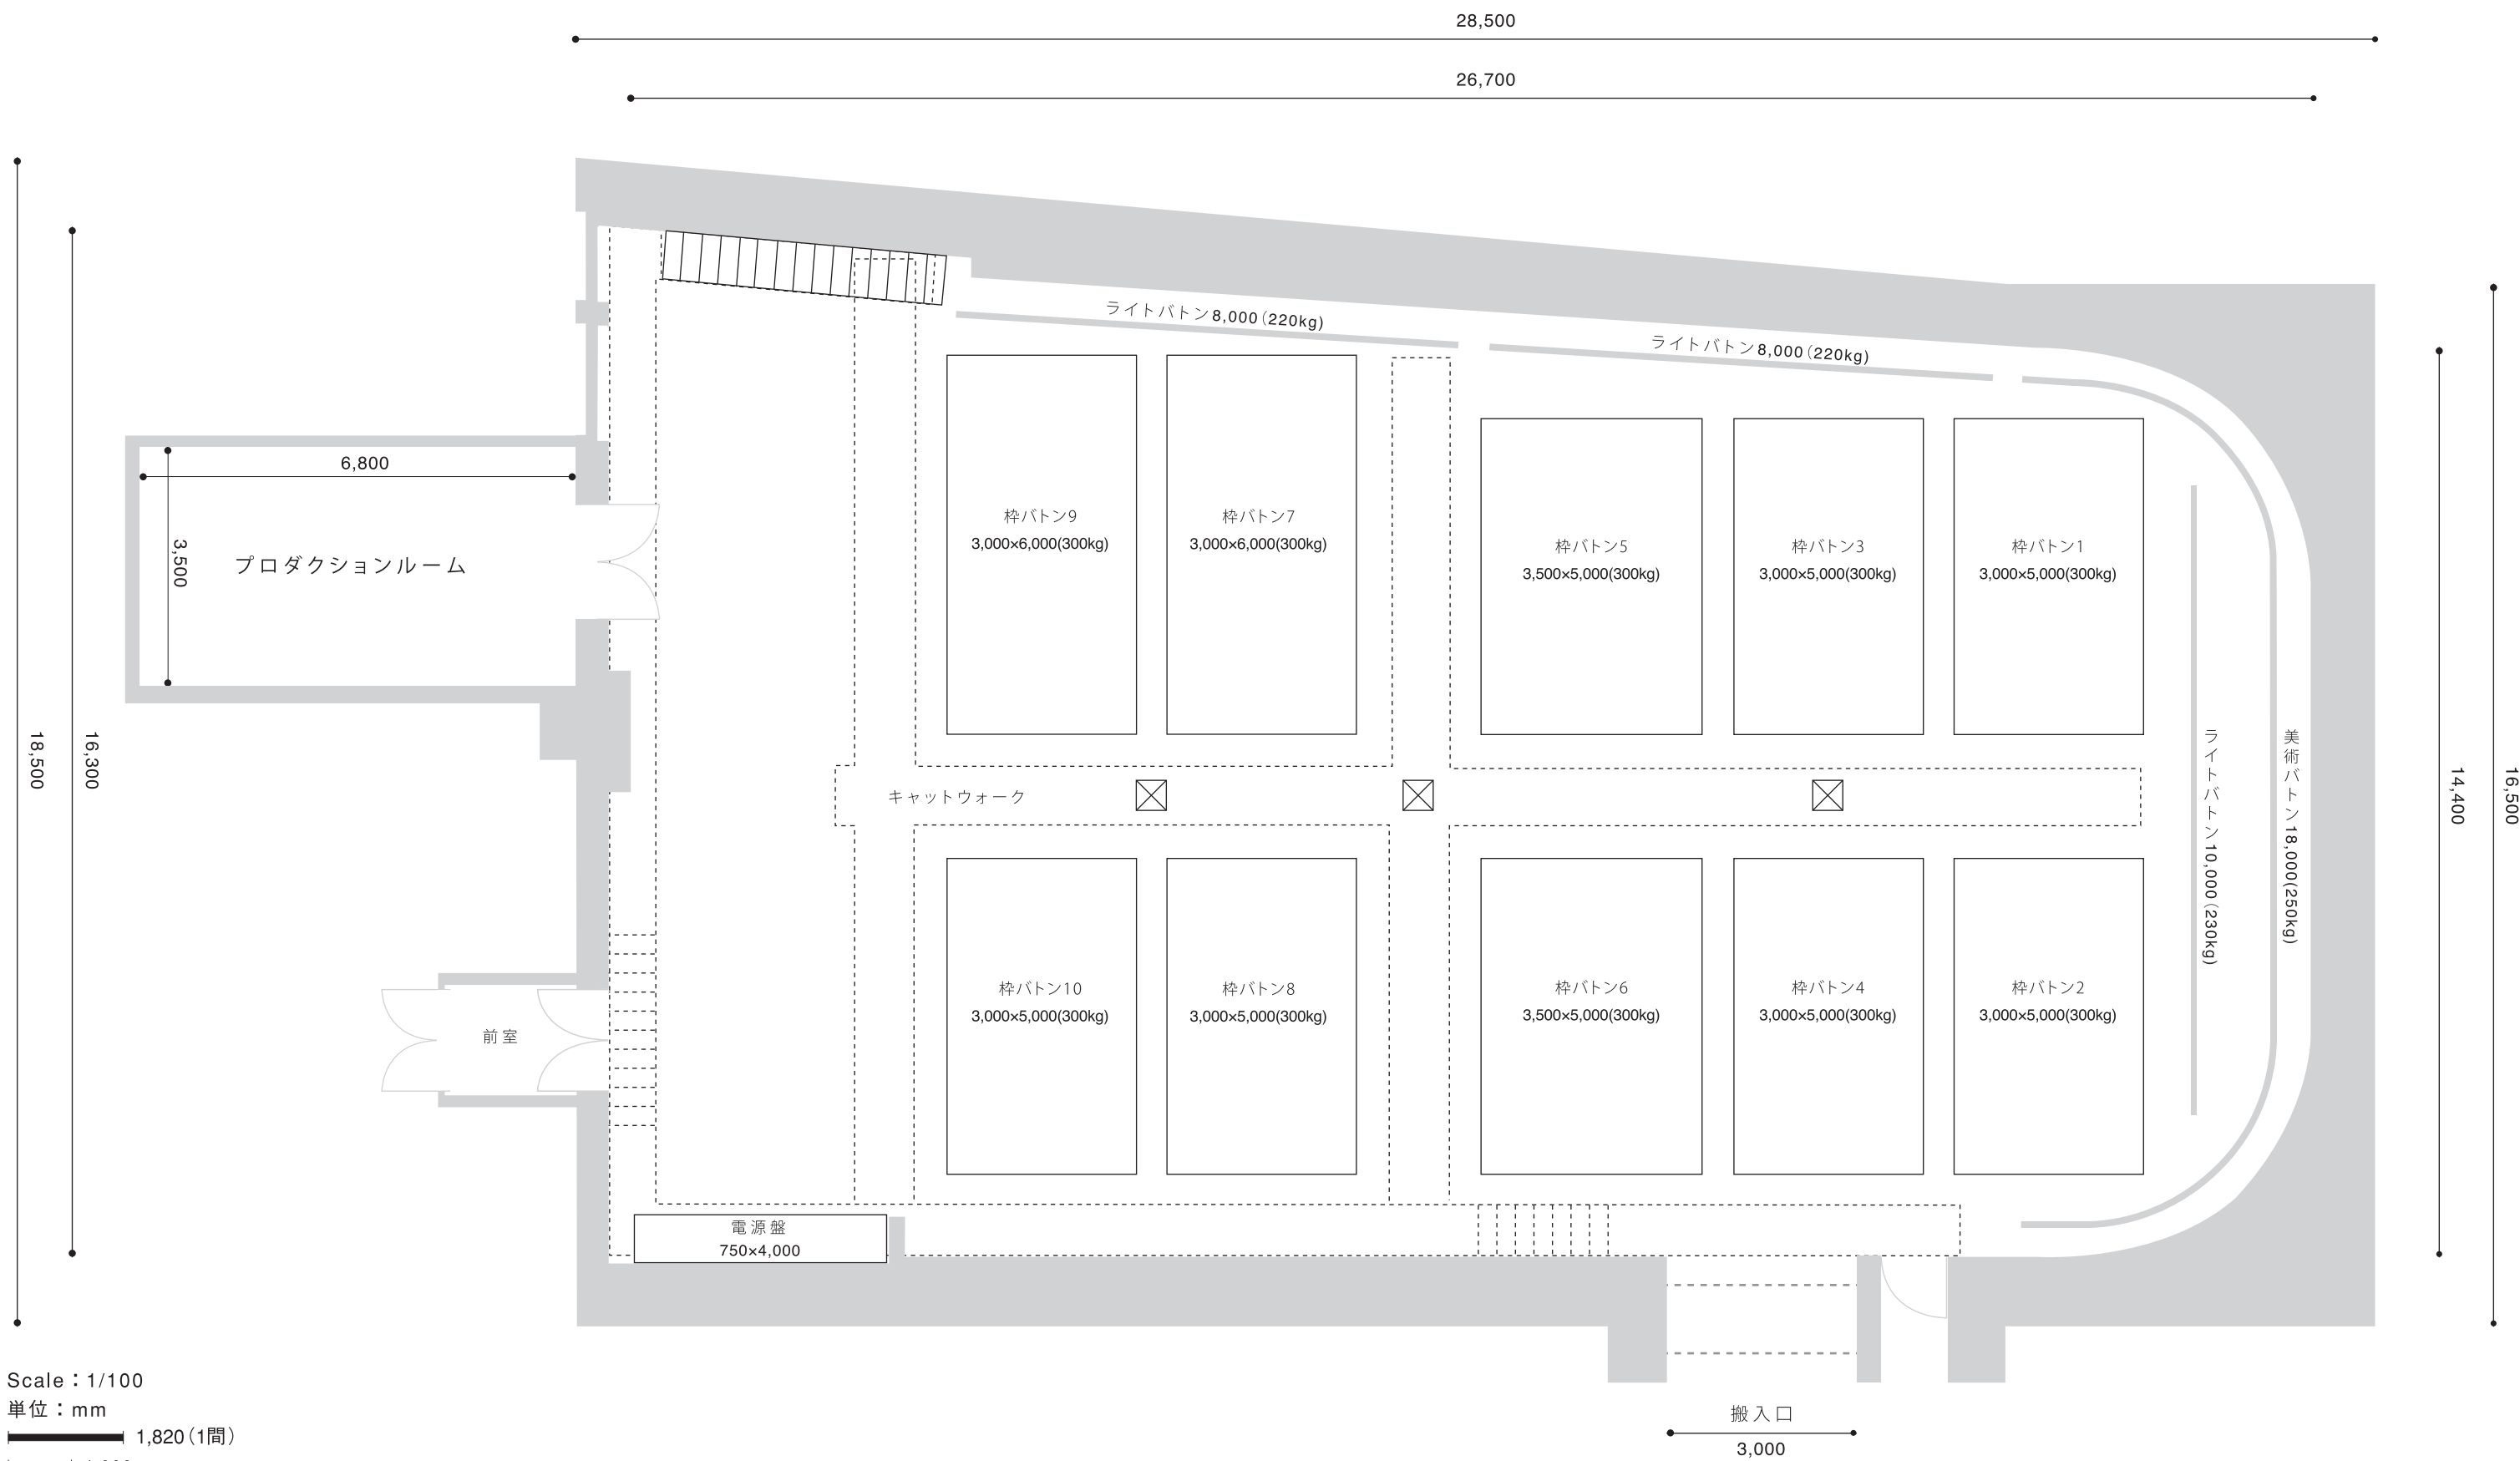 28,500
26,700
ライトバトン8,000(220kg)
ライトバトン8,000(220kg)
6,800
3,500
プロダクションルーム
枠バトン9
3,000×6,000(300kg)
枠バトン7
3,000×6,000(300kg)
枠バトン5
3,500×5,000(300kg)
枠バトン3
3,000×5,000(300kg)
枠バトン1
3,000×5,000(300kg)
18,500
16,300
キャットウォーク
ライトバトン10,000(230kg)
美術バトン18,000(250kg)
14,400
16,500
枠バトン10
3,000×5,000(300kg)
枠バトン8
3,000×5,000(300kg)
枠バトン6
3,500×5,000(300kg)
枠バトン4
3,000×5,000(300kg)
枠バトン2
3,000×5,000(300kg)
前室
電源盤
750×4,000
搬入口
3,000
Scale：1/100
単位：mm
1,820(1間)